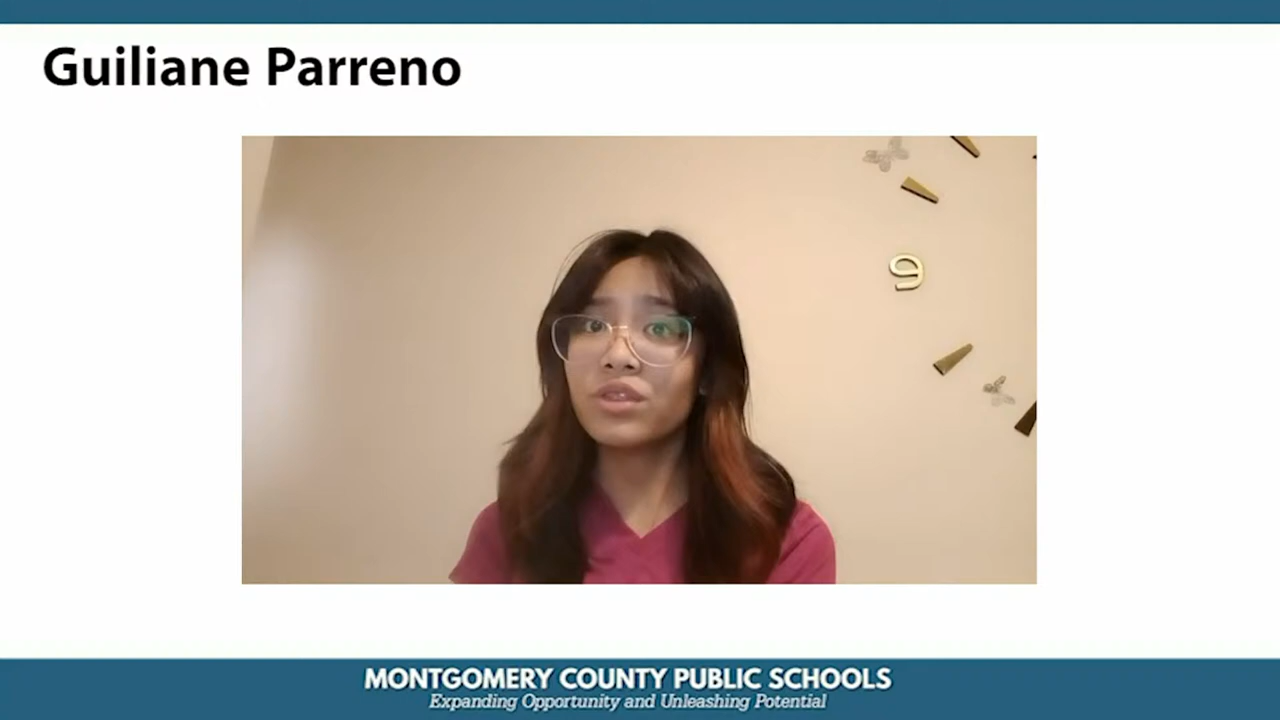 Guiliane Parreno
9
MONTGOMERY COUNTY PUBLIC SCHOOLS
Expanding Opportunity and Unleashing Potential